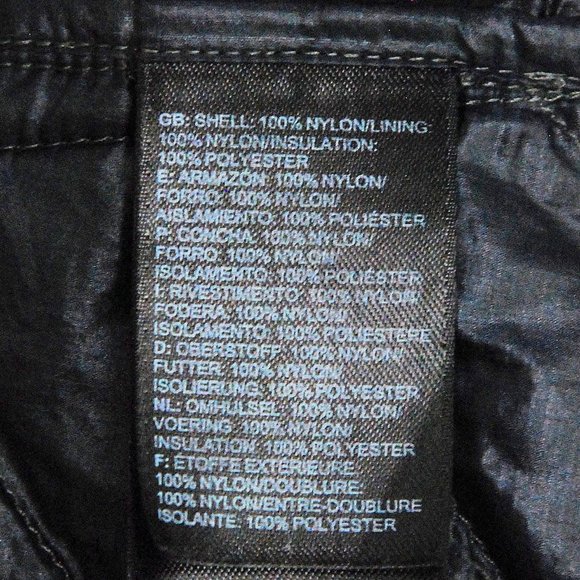 GB: SHELL: 100% NYLON/LINING:
100% NYLON/INSULATION:
100% POLYESTER
E: ARMAZÓN: 100% NYLON/
FORRO: 100% NYLON/
AISLAMIENTO: 100% POLIÉSTER
P: CONCHA: 100% NYLON/
FORRO: 100% NYLON/
ISOLAMENTO: 100% POLIÉSTER
I: RIVESTIMENTO: 100% NYLON/
FODERA: 100% NYLON/
ISOLAMENTO: 100% POLIESTERE
D: OBERSTOFF: 100% NYLON/
FUTTER: 100% NYLON/
ISOLIERUNG: 100% POLYESTER
NL: OMHULSEL: 100% NYLON/
VOERING: 100% NYLON/
INSULATION: 100% POLYESTER
F: ETOFFE EXTERIEURE:
100% NYLON/DOUBLURE:
100% NYLON/ENTRE-DOUBLURE
ISOLANTE: 100% POLYESTER